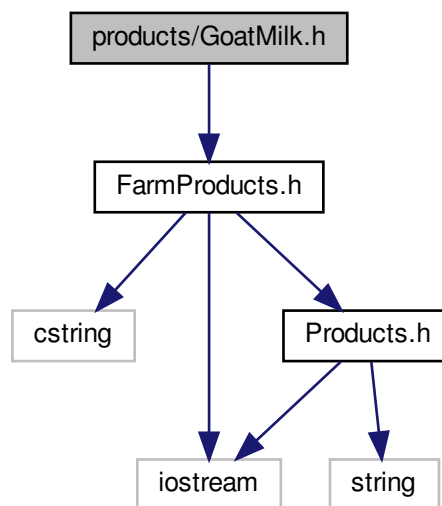 products/GoatMilk.h
FarmProducts.h
cstring
Products.h
iostream
string